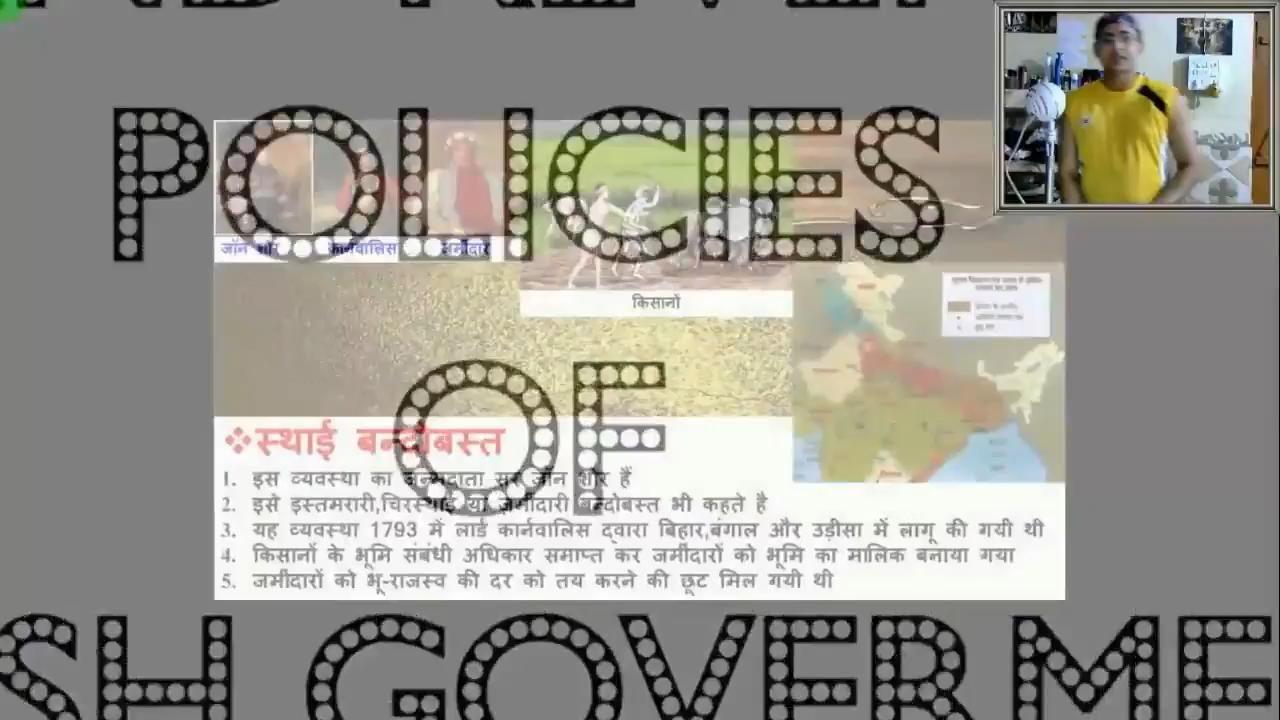 POLICIES
जॉन शोर कार्नवालिस जमींदार
किसानों
OF
❖स्थाई बन्दोबस्त
1. इस व्यवस्था का जन्मदाता सर जॉन शोर हैं
2. इसे इस्तमरारी,चिरस्थाई या जमींदारी बन्दोबस्त भी कहते है
3. यह व्यवस्था 1793 में लार्ड कार्नवालिस द्वारा बिहार,बंगाल और उड़ीसा में लागू की गयी थी
4. किसानों के भूमि संबंधी अधिकार समाप्त कर जमींदारों को भूमि का मालिक बनाया गया
5. जमींदारों को भू-राजस्व की दर को तय करने की छूट मिल गयी थी
SH GOVERME